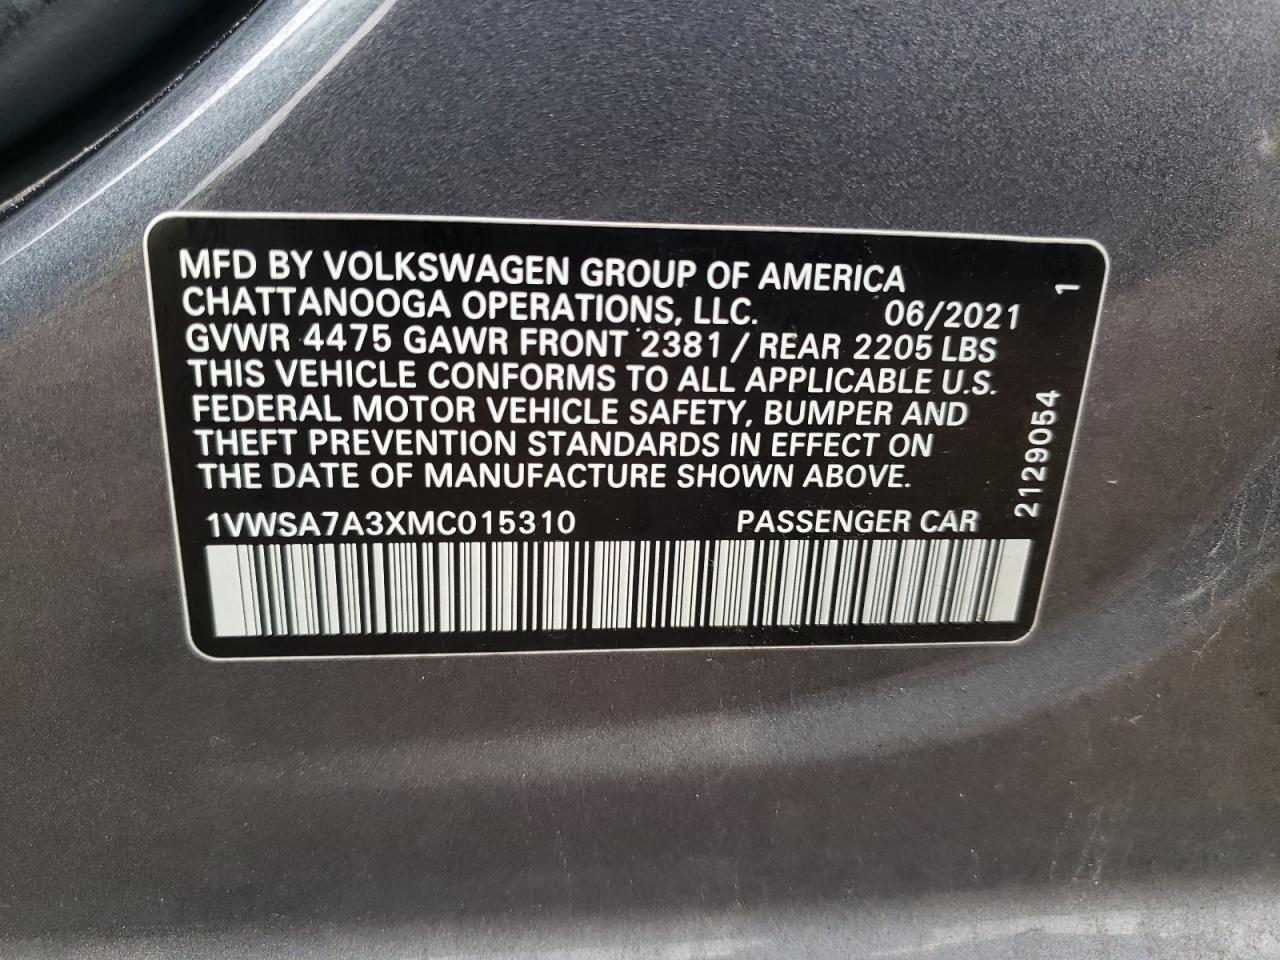 MFD BY VOLKSWAGEN GROUP OF AMERICA
CHATTANOOGA OPERATIONS, LLC. 06/2021
GVWR 4475 GAWR FRONT 2381 / REAR 2205 LBS
THIS VEHICLE CONFORMS TO ALL APPLICABLE U.S.
FEDERAL MOTOR VEHICLE SAFETY, BUMPER AND
THEFT PREVENTION STANDARDS IN EFFECT ON
THE DATE OF MANUFACTURE SHOWN ABOVE.
1VWSA7A3XMC015310 PASSENGER CAR
2129054 1